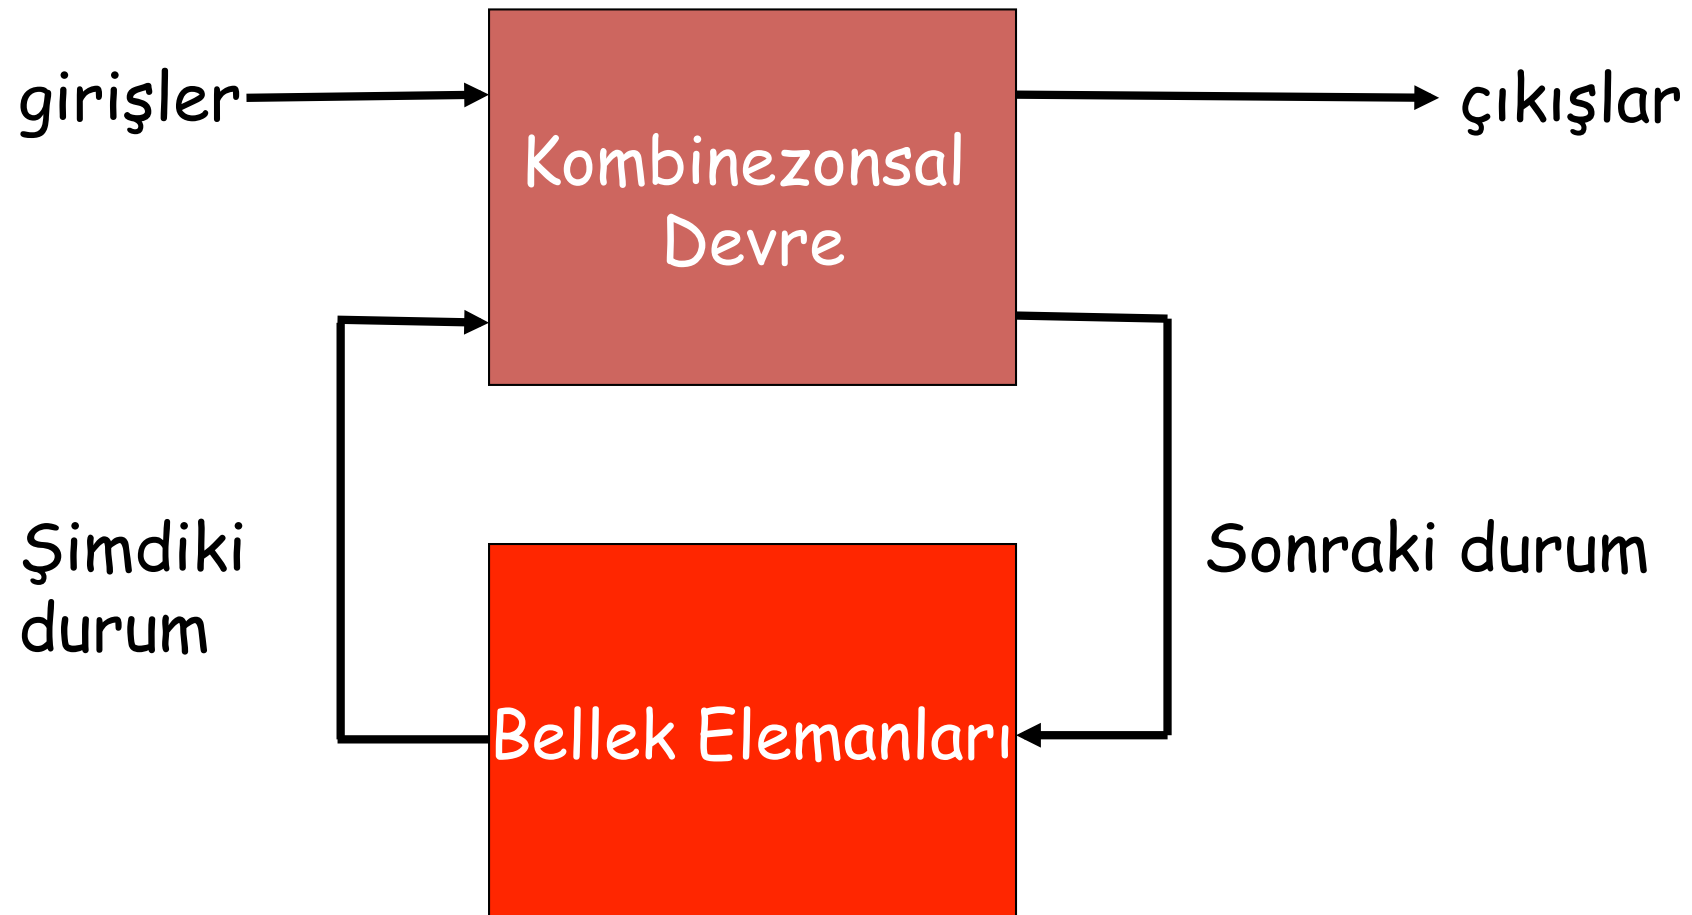 girişler
Kombinezonsal
Devre
çıkışlar
Şimdiki
durum
Bellek Elemanları
Sonraki durum